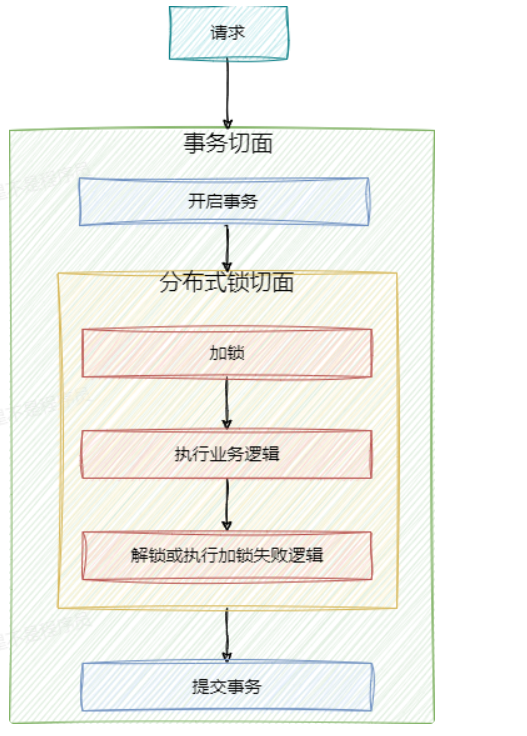 请求
事务切面
开启事务
分布式锁切面
加锁
执行业务逻辑
解锁或执行加锁失败逻辑
提交事务